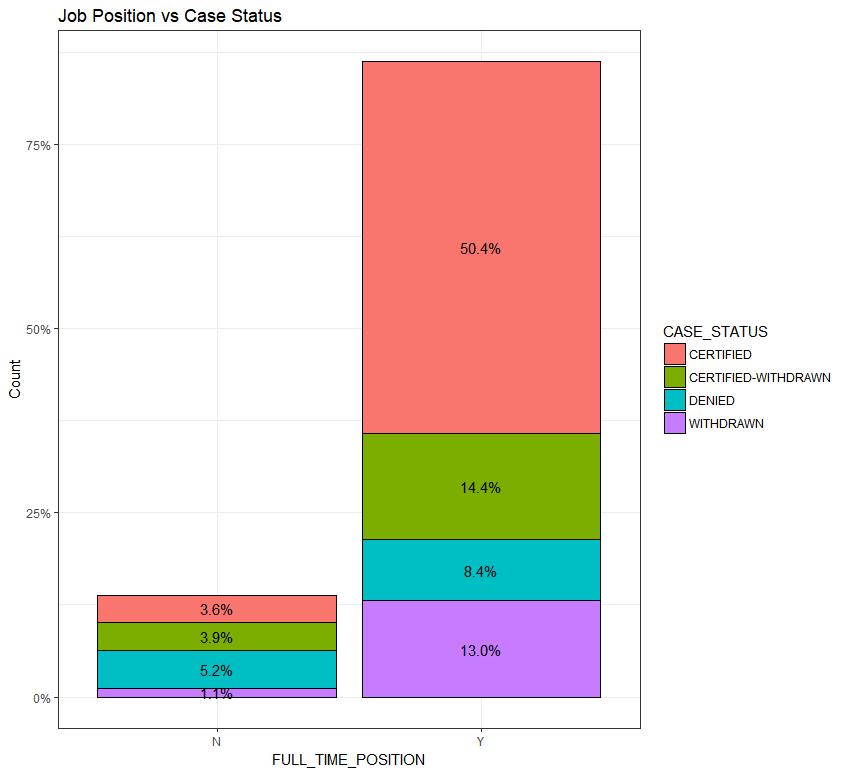 Job Position vs Case Status
75%
50%
25%
0%
Count
50.4%
14.4%
8.4%
13.0%
3.6%
3.9%
5.2%
1.1%
N
Y
FULL_TIME_POSITION
CASE_STATUS
CERTIFIED
CERTIFIED-WITHDRAWN
DENIED
WITHDRAWN